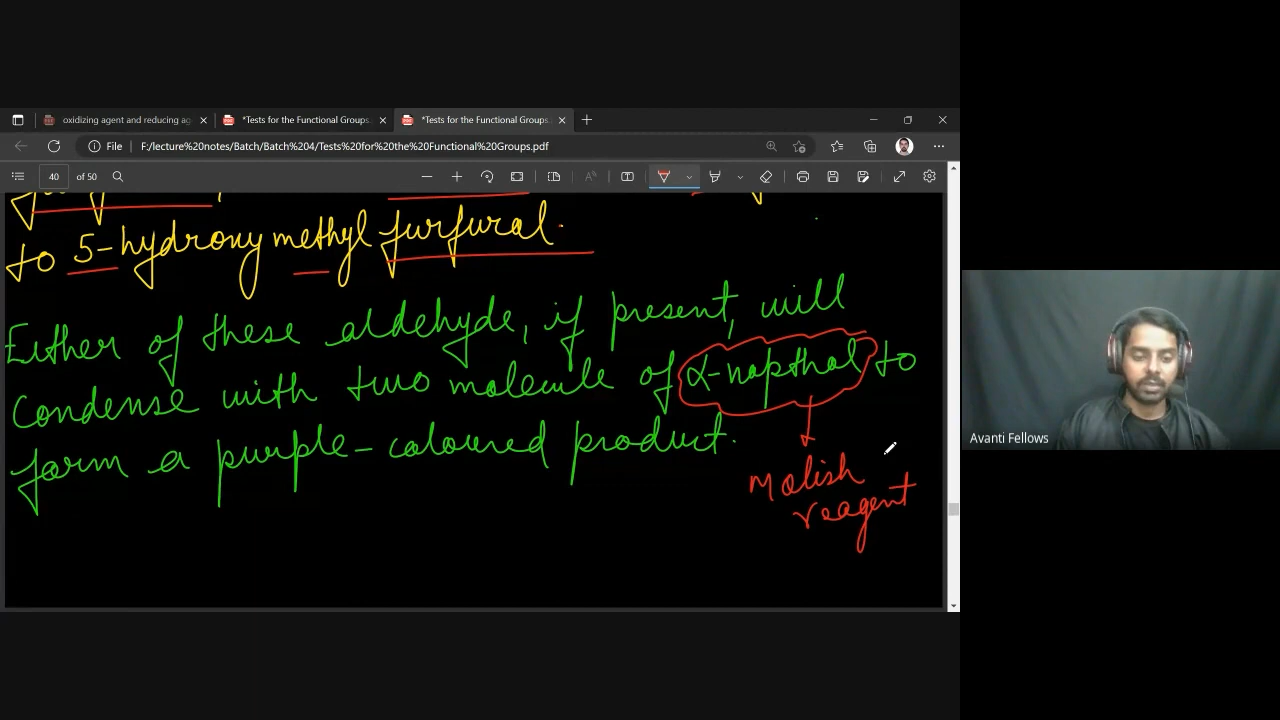 oxidizing agent and reducing ag
*Tests for the Functional Groups.
*Tests for the Functional Groups.
File
F:/lecture%20notes/Batch/Batch%204/Tests%20for%20the%20Functional%20Groups.pdf
40 of 50
to 5-hydroxy methyl furfural.
Either of these aldehyde, if present, will
Condense with two molecule of α-napthol to
form a purple-coloured product.
Molish
reagent
Avanti Fellows